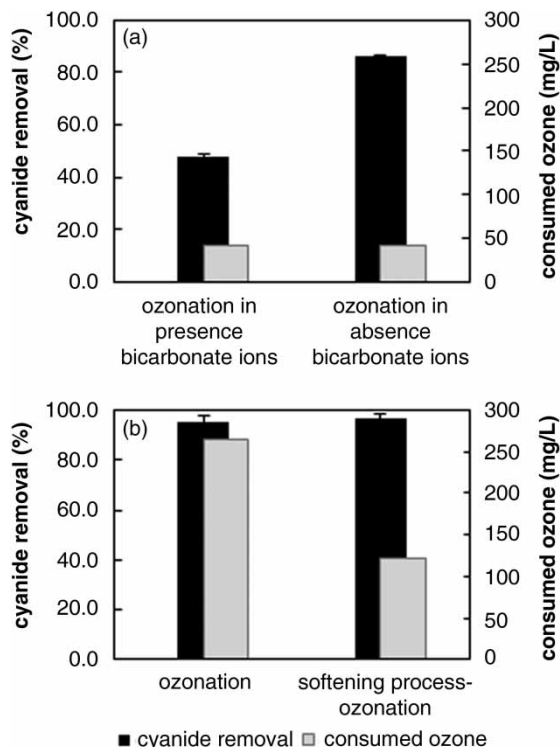 (a)
cyanide removal (%)
100.0
80.0
60.0
40.0
20.0
0.0
300
250
200
150
100
50
0
consumed ozone (mg/L)
ozonation in
presence
bicarbonate ions
ozonation in
absence
bicarbonate ions
(b)
cyanide removal (%)
100.0
80.0
60.0
40.0
20.0
0.0
300
250
200
150
100
50
0
consumed ozone (mg/L)
ozonation
softening process-
ozonation
cyanide removal consumed ozone